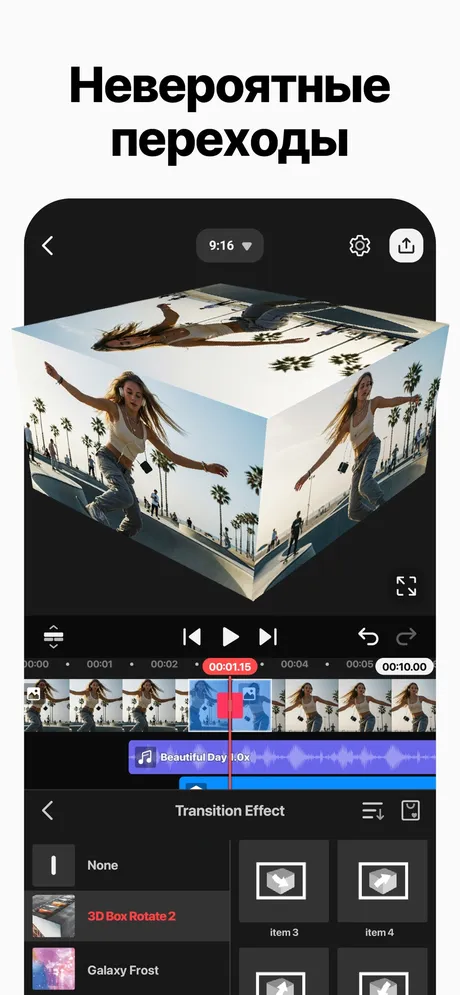 Невероятные
переходы
9:16
00:00 00:01 00:02 00:01.15 00:04 00:05 00:10.00
Beautiful Day 1.0x
Transition Effect
None
3D Box Rotate 2
Galaxy Frost
item 3
item 4